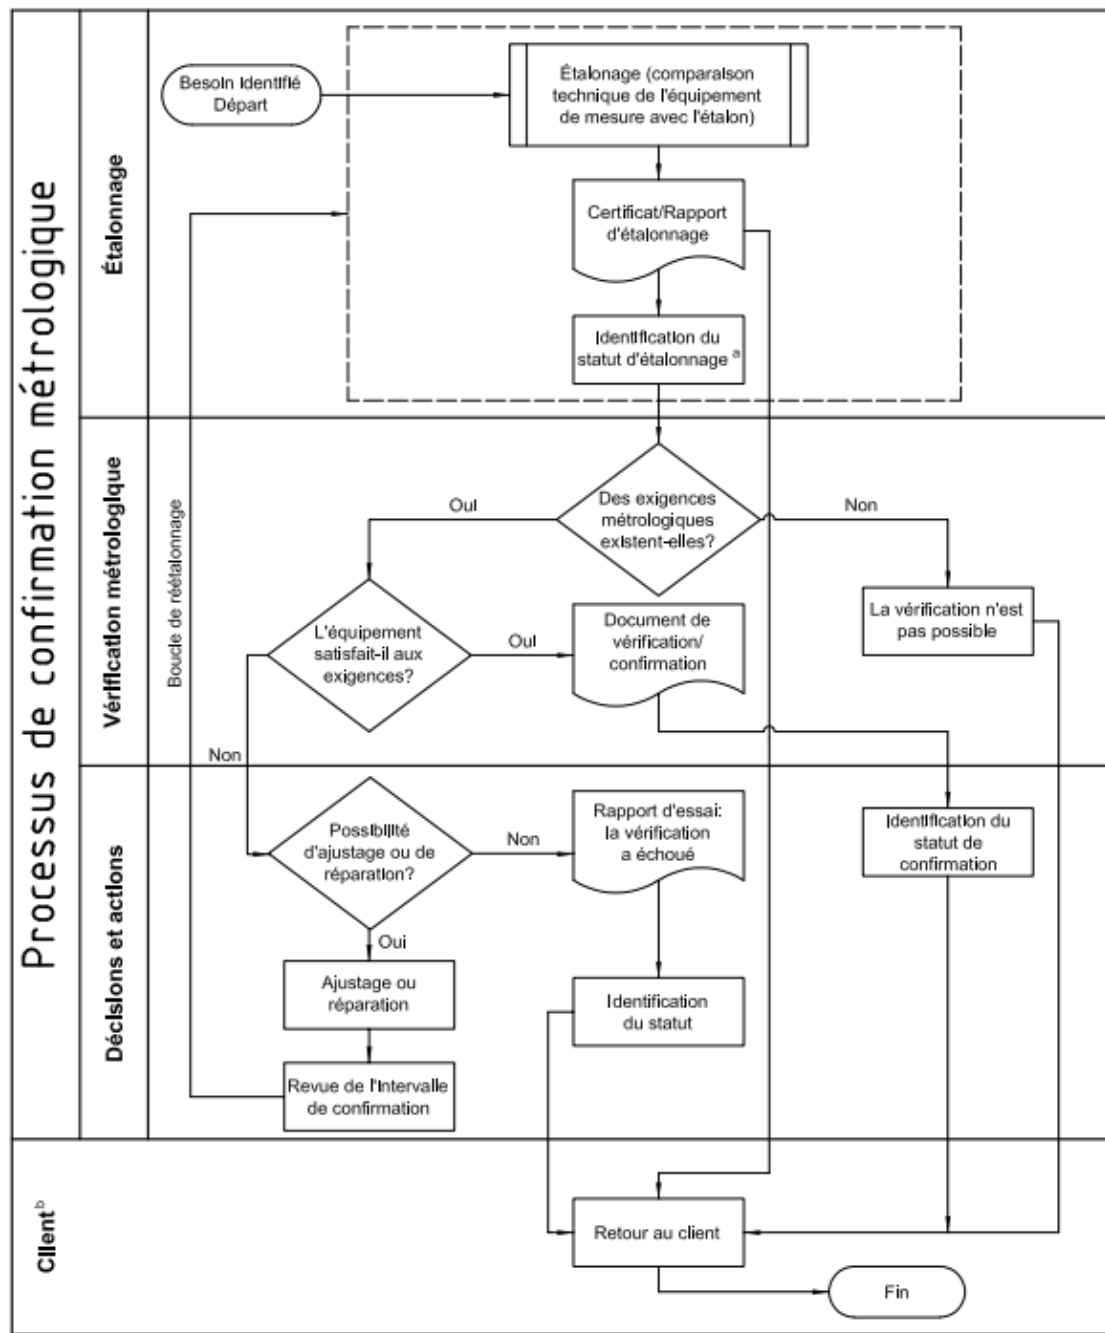 Processus de confirmation métrologique
Étalonnage
Besoin identifié
Départ
Étalonage (comparaison
technique de l'équipement
de mesure avec l'étalon)
Certificat/Rapport
d'étalonnage
Identification du
statut d'étalonnage a
Vérification métrologique
Boucle de réétalonnage
Des exigences
métrologiques
existent-elles?
Oui
Non
L'équipement
satisfait-il aux
exigences?
Oui
Document de
vérification/
confirmation
La vérification n'est
pas possible
Non
Décisions et actions
Possibilité
d'ajustage ou de
réparation?
Non
Rapport d'essai:
la vérification
a échoué
Identification du
statut de
confirmation
Oui
Ajustage ou
réparation
Identification
du statut
Revue de l'intervalle
de confirmation
Client b
Retour au client
Fin